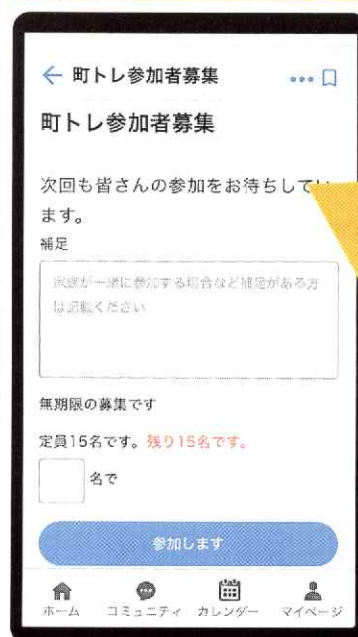 町トレ参加者募集
町トレ参加者募集
次回も皆さんの参加をお待ちしてい
ます。
補足
家族が一緒に参加する場合など補足がある方
は記載ください
無期限の募集です
定員15名です。残り15名です。
名で
参加します
ホーム コミュニティ カレンダー マイページ